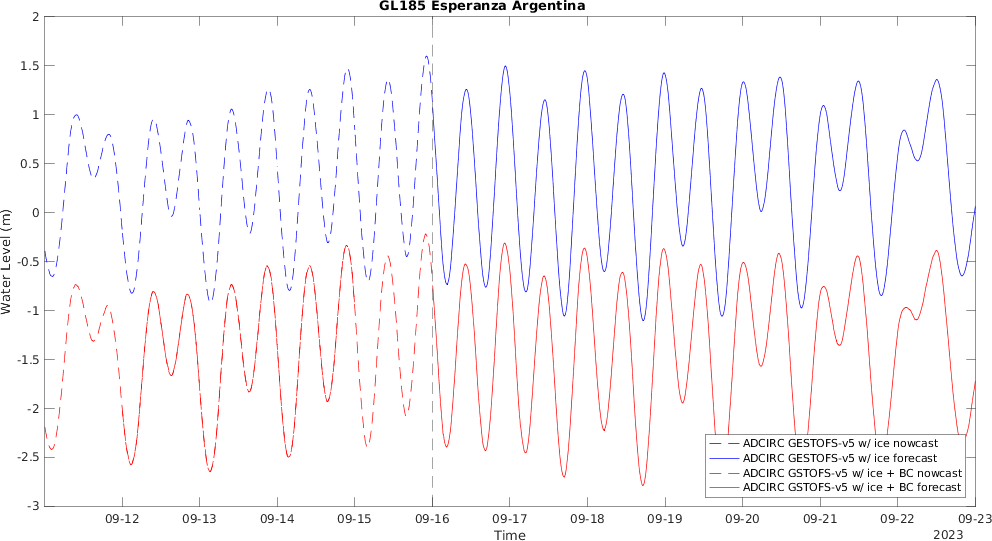 GL185 Esperanza Argentina
Water Level (m)
2
1.5
1
0.5
0
-0.5
-1
-1.5
-2
-2.5
-3
ADCIRC GESTOFS-v5 w/ ice nowcast
ADCIRC GESTOFS-v5 w/ ice forecast
ADCIRC GSTOFS-v5 w/ ice + BC nowcast
ADCIRC GSTOFS-v5 w/ ice + BC forecast
09-12 09-13 09-14 09-15 09-16 09-17 09-18 09-19 09-20 09-21 09-22 09-23
Time
2023